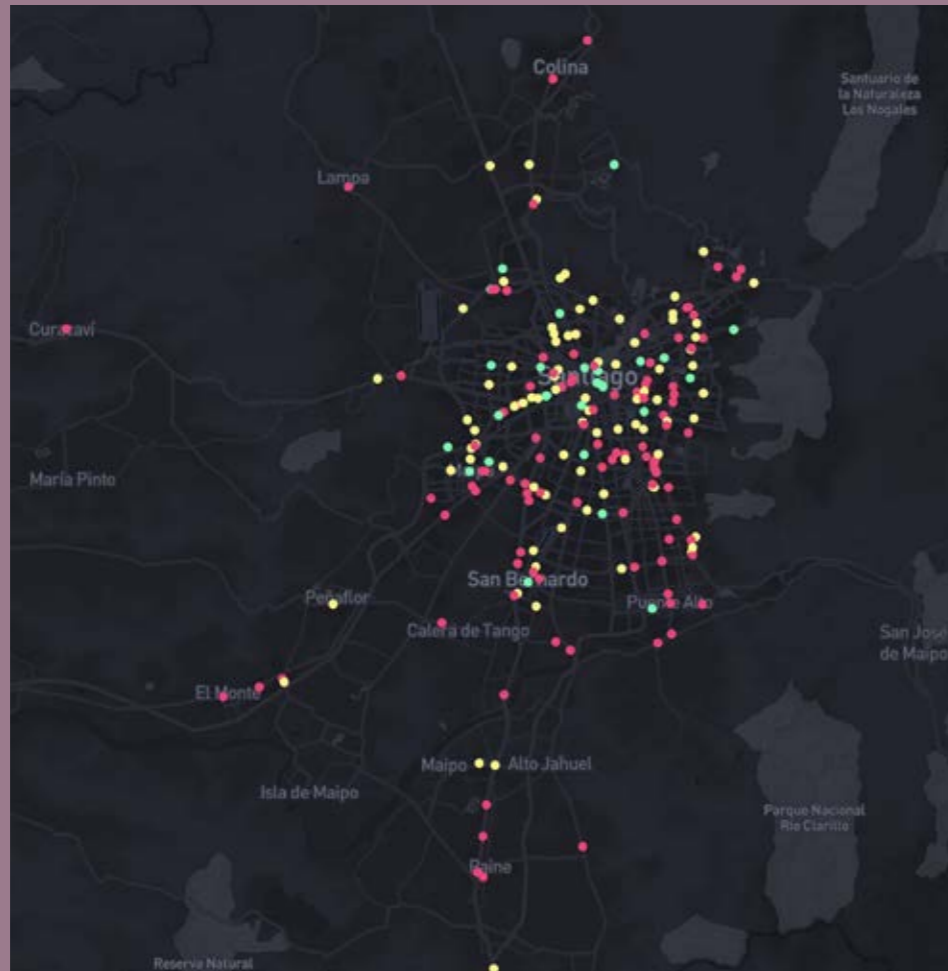 Colina
Santuario de
la Naturaleza
Los Nogales
Lampa
Curacaví
Santiago
María Pinto
San Bernardo
Peñaflor
Puente Alto
Calera de Tango
San José
de Maipo
El Monte
Maipo
Alto Jahuel
Isla de Maipo
Parque Nacional
Río Clarillo
Paine
Reserva Natural